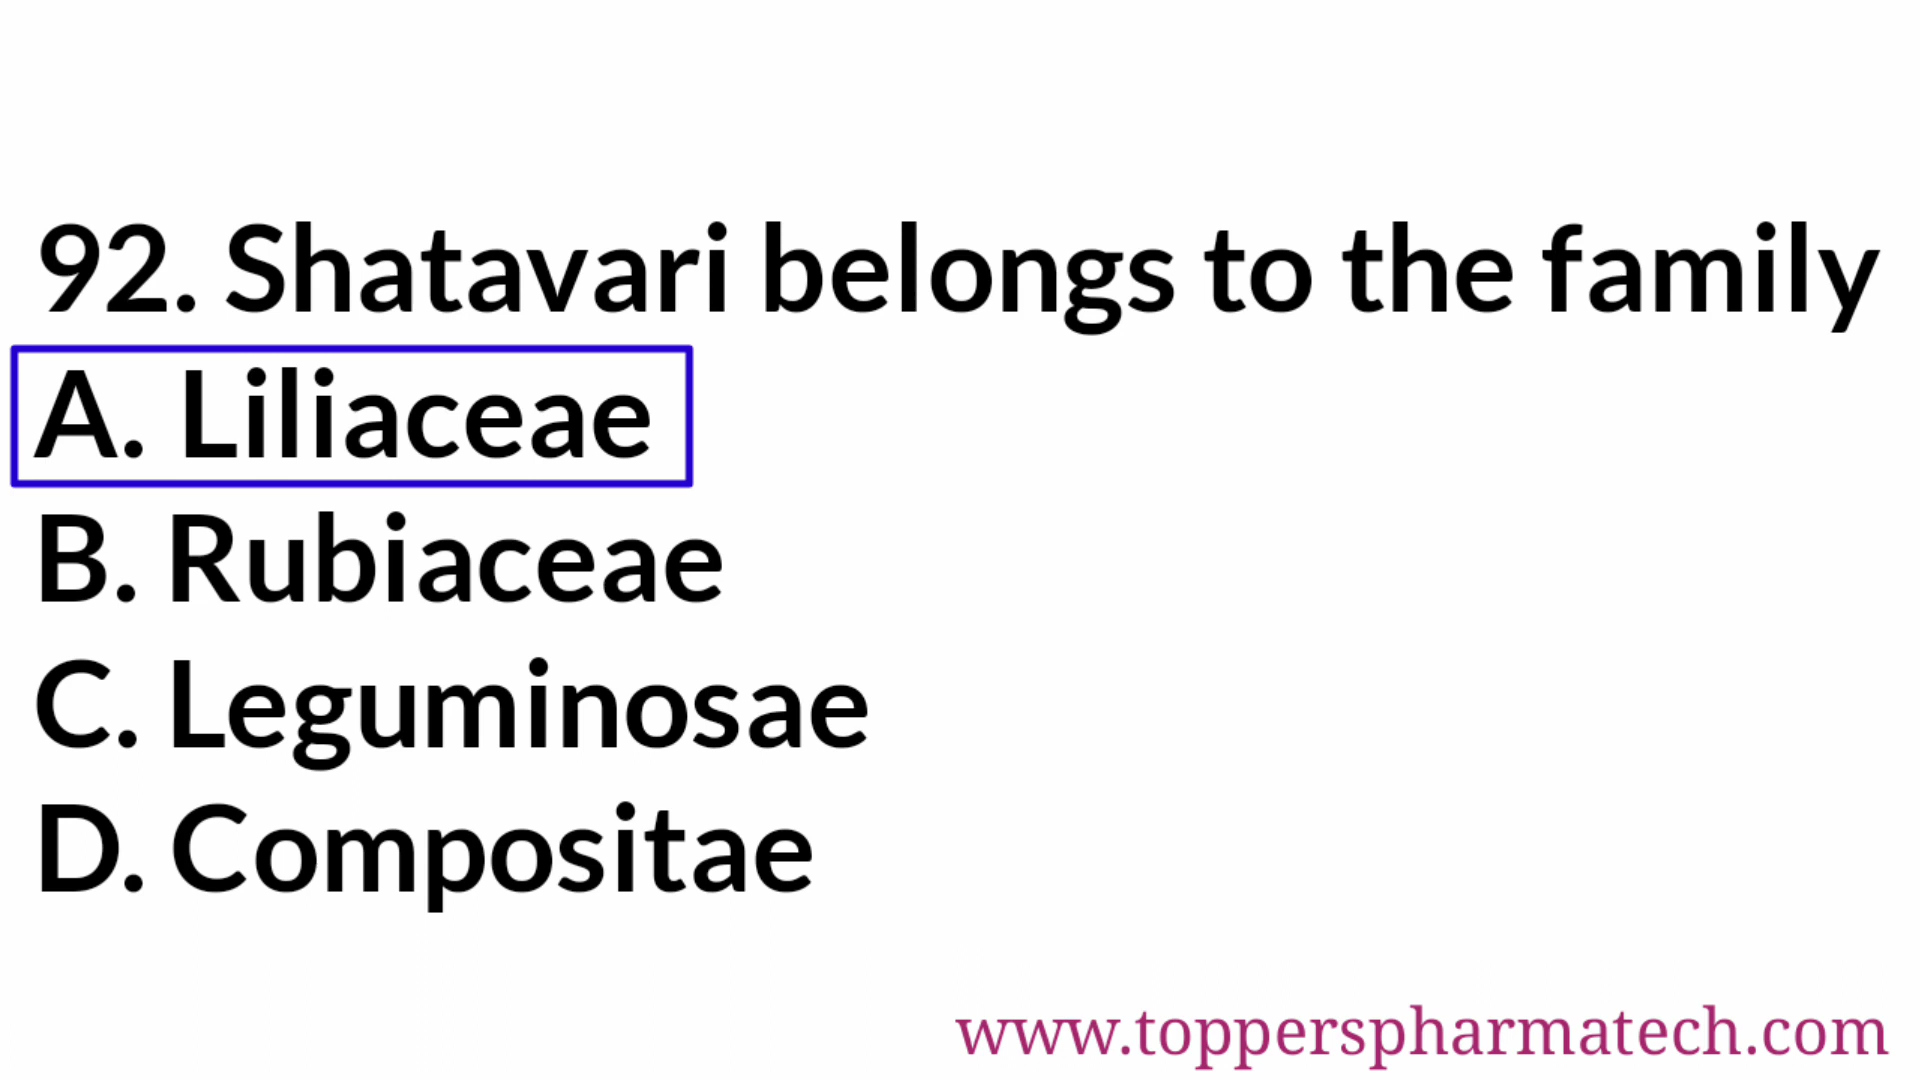 92. Shatavari belongs to the family
A. Liliaceae
B. Rubiaceae
C. Leguminosae
D. Compositae
www.topperspharmatech.com